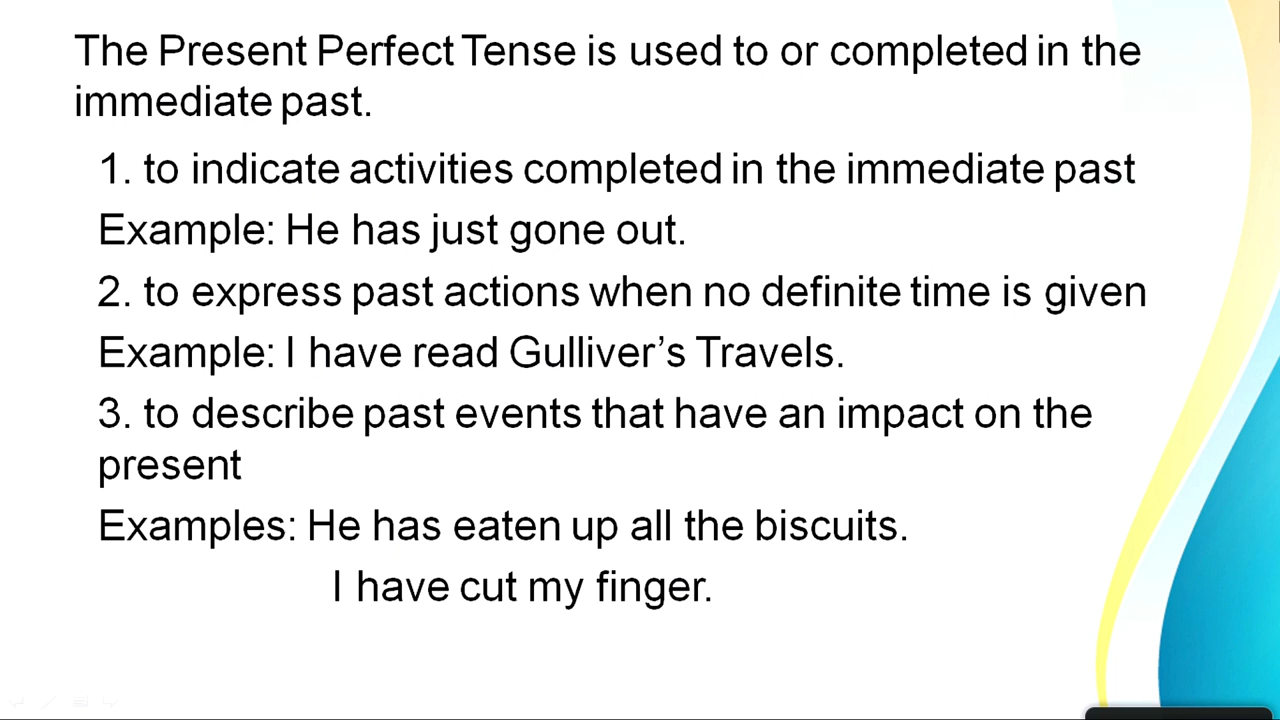 The Present Perfect Tense is used to or completed in the
immediate past.
1. to indicate activities completed in the immediate past
Example: He has just gone out.
2. to express past actions when no definite time is given
Example: I have read Gulliver’s Travels.
3. to describe past events that have an impact on the
present
Examples: He has eaten up all the biscuits.
I have cut my finger.